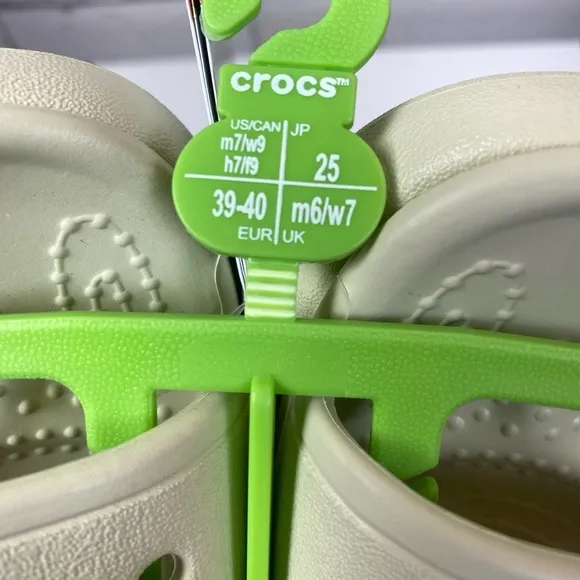 crocs™
US/CAN JP
m7/w9
h7/f9 25
39-40 m6/w7
EUR UK